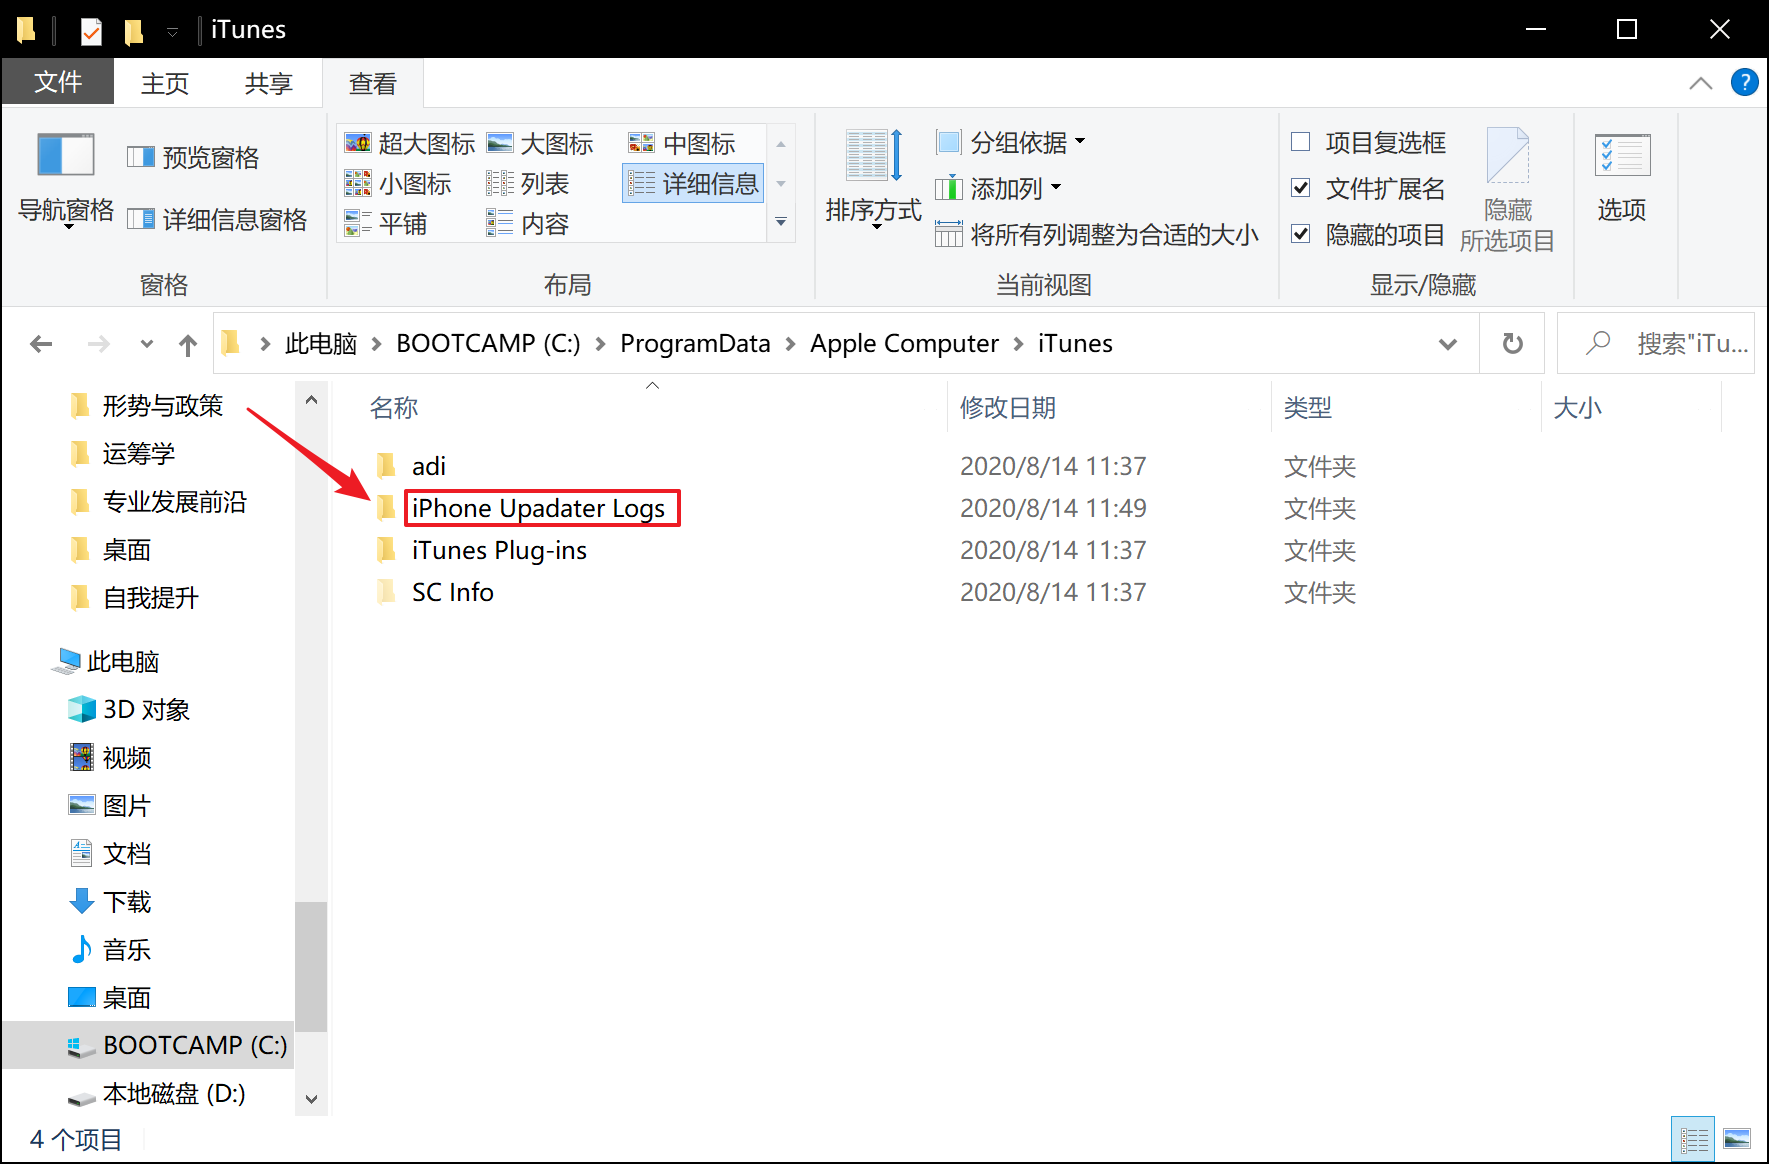 iTunes
文件 主页 共享 查看
导航窗格
预览窗格
详细信息窗格
窗格
超大图标 大图标 中图标
小图标 列表 详细信息
平铺 内容
布局
排序方式
分组依据
添加列
将所有列调整为合适的大小
当前视图
项目复选框
文件扩展名
隐藏的项目
隐藏
所选项目
显示/隐藏
选项
此电脑 BOOTCAMP (C:) ProgramData Apple Computer iTunes
搜索"iTu...
形势与政策
运筹学
专业发展前沿
桌面
自我提升
此电脑
3D 对象
视频
图片
文档
下载
音乐
桌面
BOOTCAMP (C:)
本地磁盘 (D:)
名称 修改日期 类型 大小
adi 2020/8/14 11:37 文件夹
iPhone Upadater Logs 2020/8/14 11:49 文件夹
iTunes Plug-ins 2020/8/14 11:37 文件夹
SC Info 2020/8/14 11:37 文件夹
4 个项目